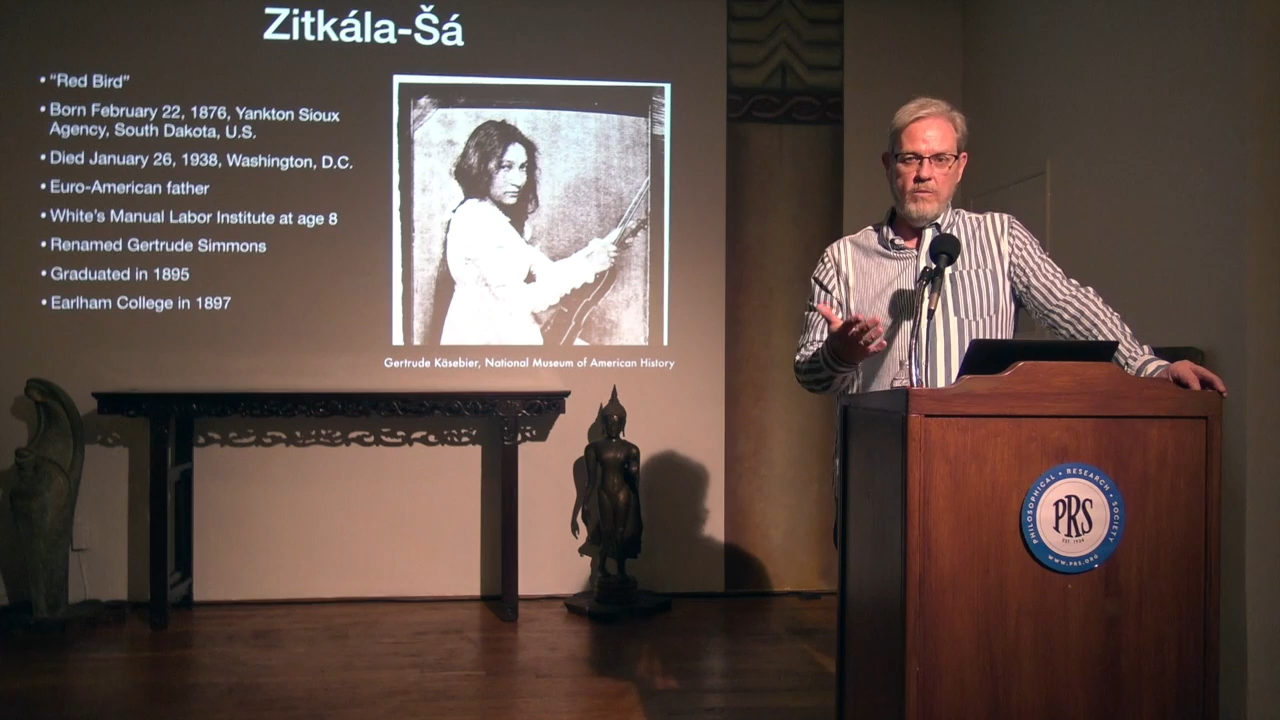 Zitkála-Šá
• “Red Bird”
• Born February 22, 1876, Yankton Sioux
Agency, South Dakota, U.S.
• Died January 26, 1938, Washington, D.C.
• Euro-American father
• White’s Manual Labor Institute at age 8
• Renamed Gertrude Simmons
• Graduated in 1895
• Earlham College in 1897
Gertrude Käsebier, National Museum of American History
PHILOSOPHICAL • RESEARCH • SOCIETY
PRS
EST. 1934
WWW.PRS.ORG